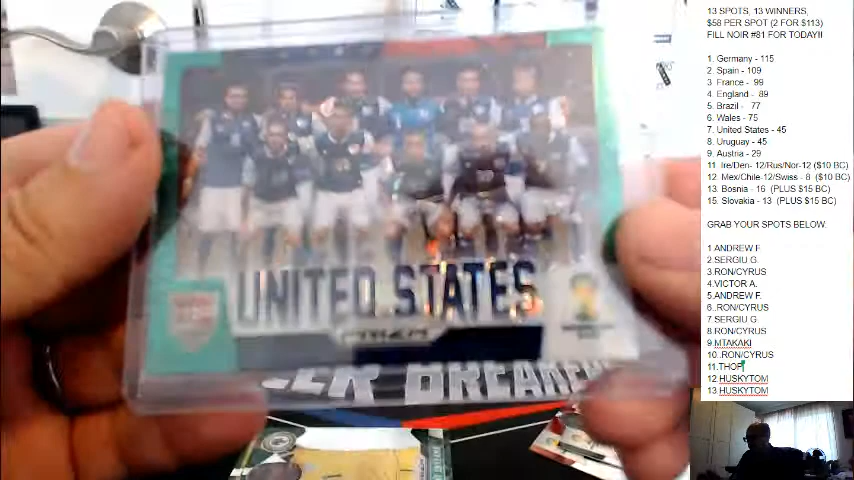 13 SPOTS, 13 WINNERS,
$58 PER SPOT (2 FOR $113)
FILL NOIR #81 FOR TODAY!!
1. Germany - 115
2. Spain - 109
3  France - 99
4. England - 89
5. Brazil - 77
6. Wales - 75
7. United States - 45
8. Uruguay - 45
9. Austria - 29
11. Ire/Den- 12/Rus/Nor-12 ($10 BC)
12. Mex/Chile-12/Swiss - 8 ($10 BC)
13. Bosnia - 16 (PLUS $15 BC)
15. Slovakia - 13 (PLUS $15 BC)
GRAB YOUR SPOTS BELOW:
1 ANDREW F.
2 SERGIU G.
3.RON/CYRUS
4.VICTOR A.
5.ANDREW F.
6..RON/CYRUS
7.SERGIU G.
8 RON/CYRUS
9.MTAKAKI
10..RON/CYRUS
11.THOP
12.HUSKYTOM
13.HUSKYTOM
UNITED STATES
PRIZM
BREAKERS